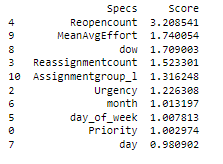 Specs Score
4 Reopencount 3.208541
9 MeanAvgEffort 1.740054
8 dow 1.709003
3 Reassignmentcount 1.523301
10 Assignmentgroup_l 1.316248
2 Urgency 1.226308
6 month 1.013197
5 day_of_week 1.007813
0 Priority 1.002974
7 day 0.980902